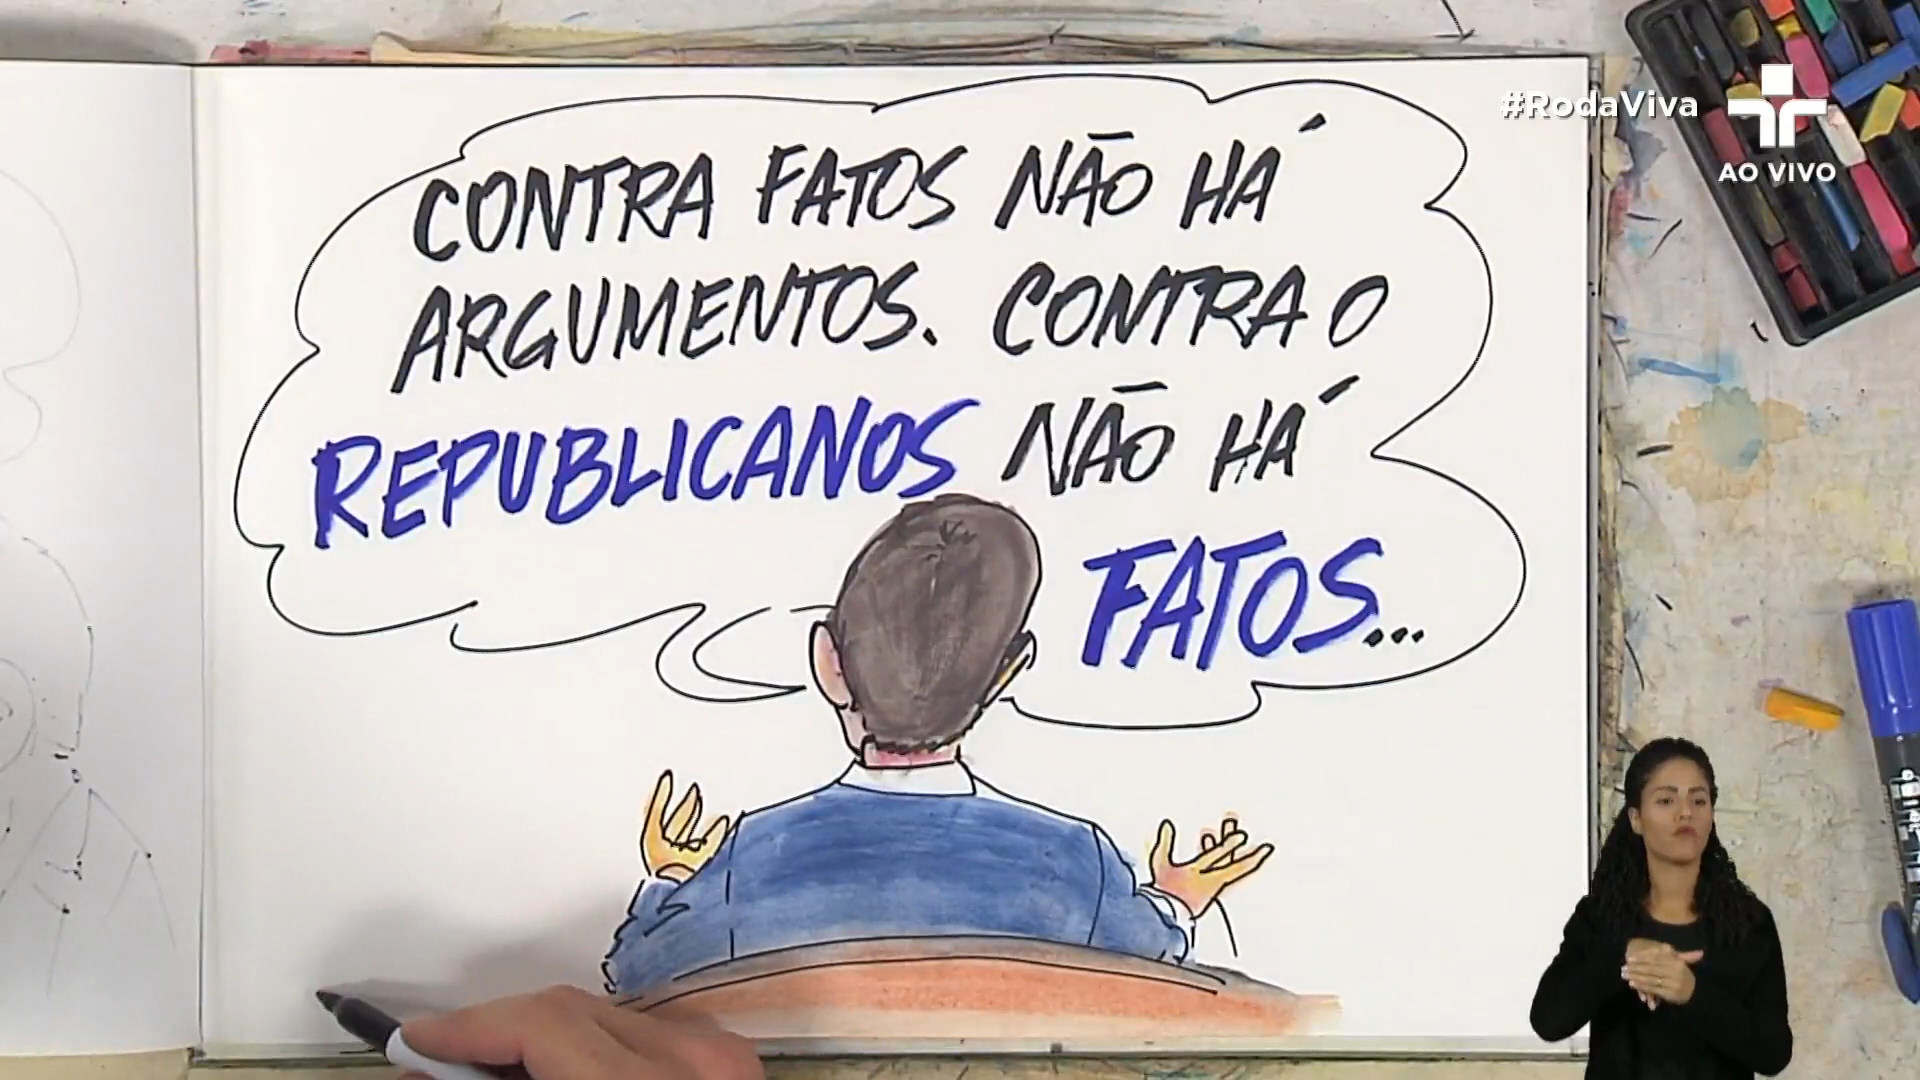 #RodaViva
AO VIVO
CONTRA FATOS NÃO HÁ
ARGUMENTOS. CONTRA O
REPUBLICANOS NÃO HÁ
FATOS...